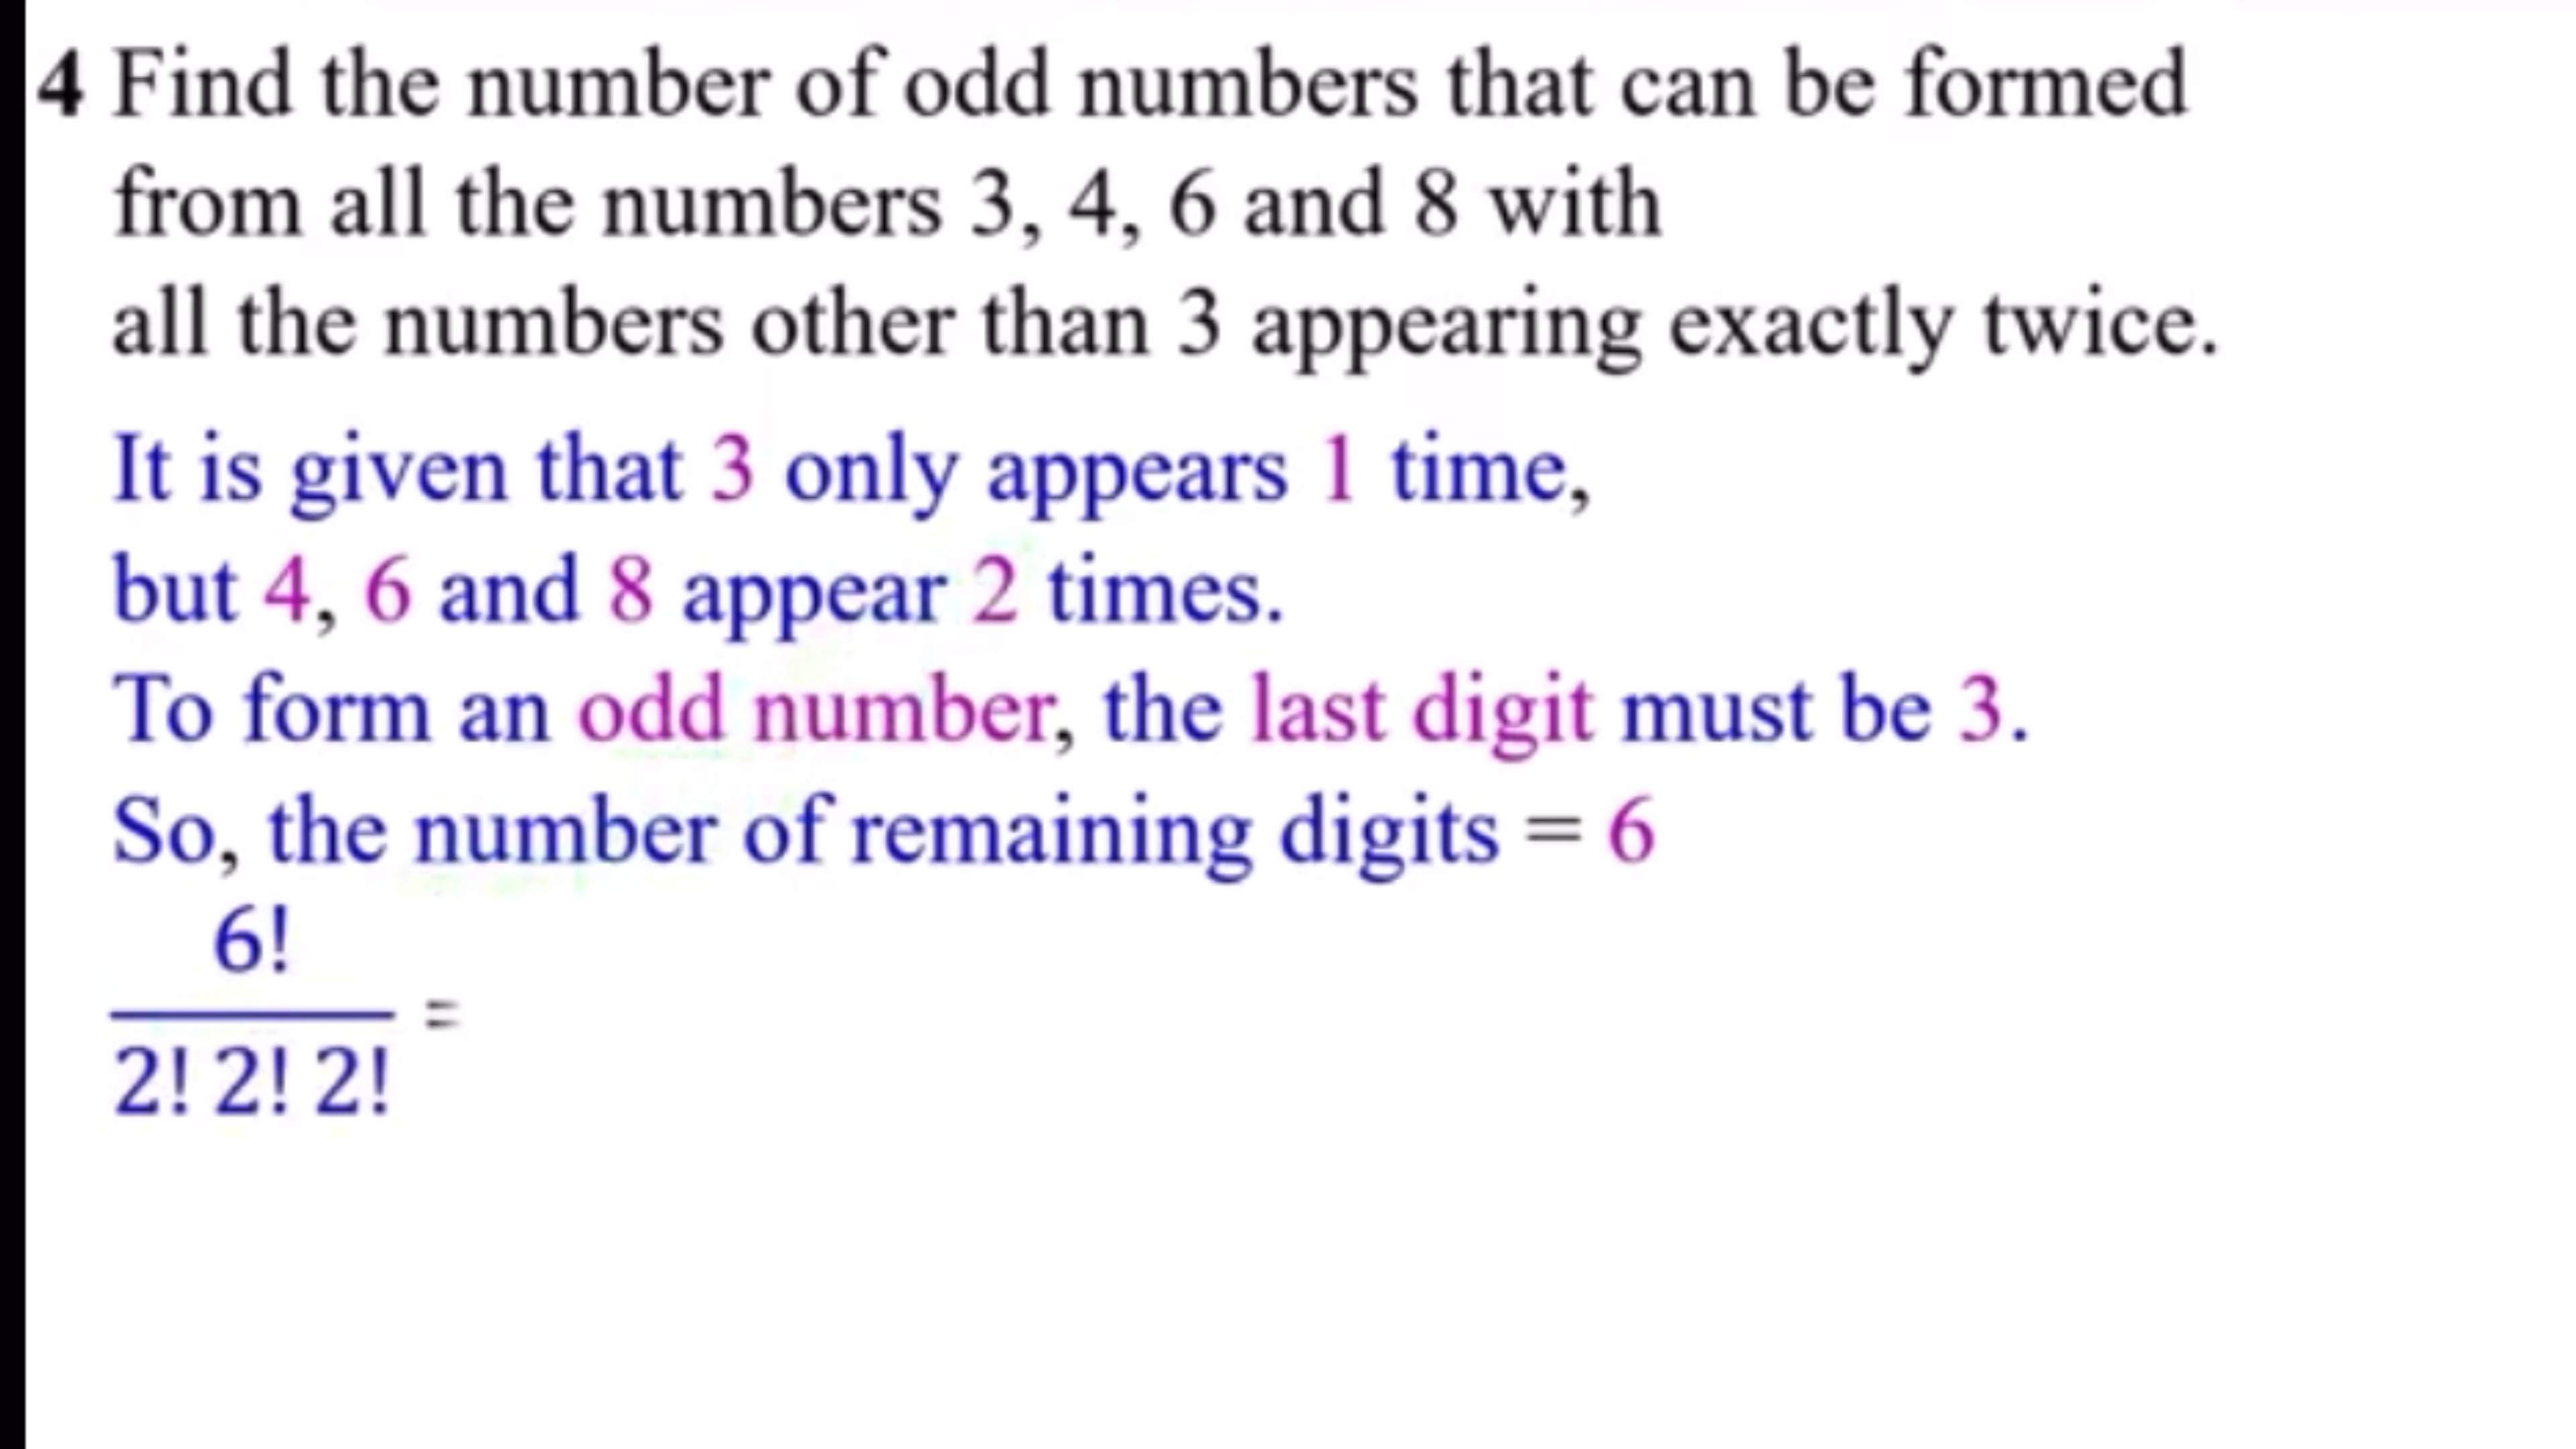 4 Find the number of odd numbers that can be formed
from all the numbers 3, 4, 6 and 8 with
all the numbers other than 3 appearing exactly twice.
It is given that 3 only appears 1 time,
but 4, 6 and 8 appear 2 times.
To form an odd number, the last digit must be 3.
So, the number of remaining digits = 6
6!
=
2! 2! 2!